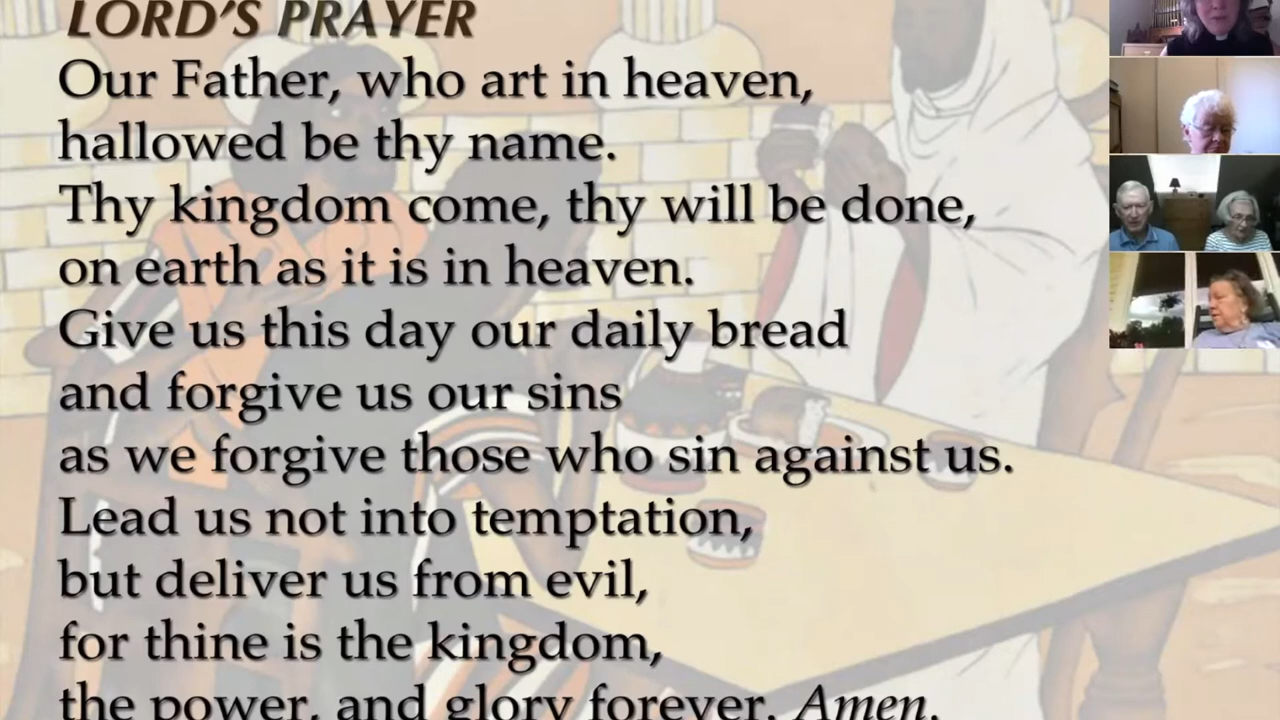 LORD'S PRAYER
Our Father, who art in heaven,
hallowed be thy name.
Thy kingdom come, thy will be done,
on earth as it is in heaven.
Give us this day our daily bread
and forgive us our sins
as we forgive those who sin against us.
Lead us not into temptation,
but deliver us from evil,
for thine is the kingdom,
the power, and glory forever. Amen.